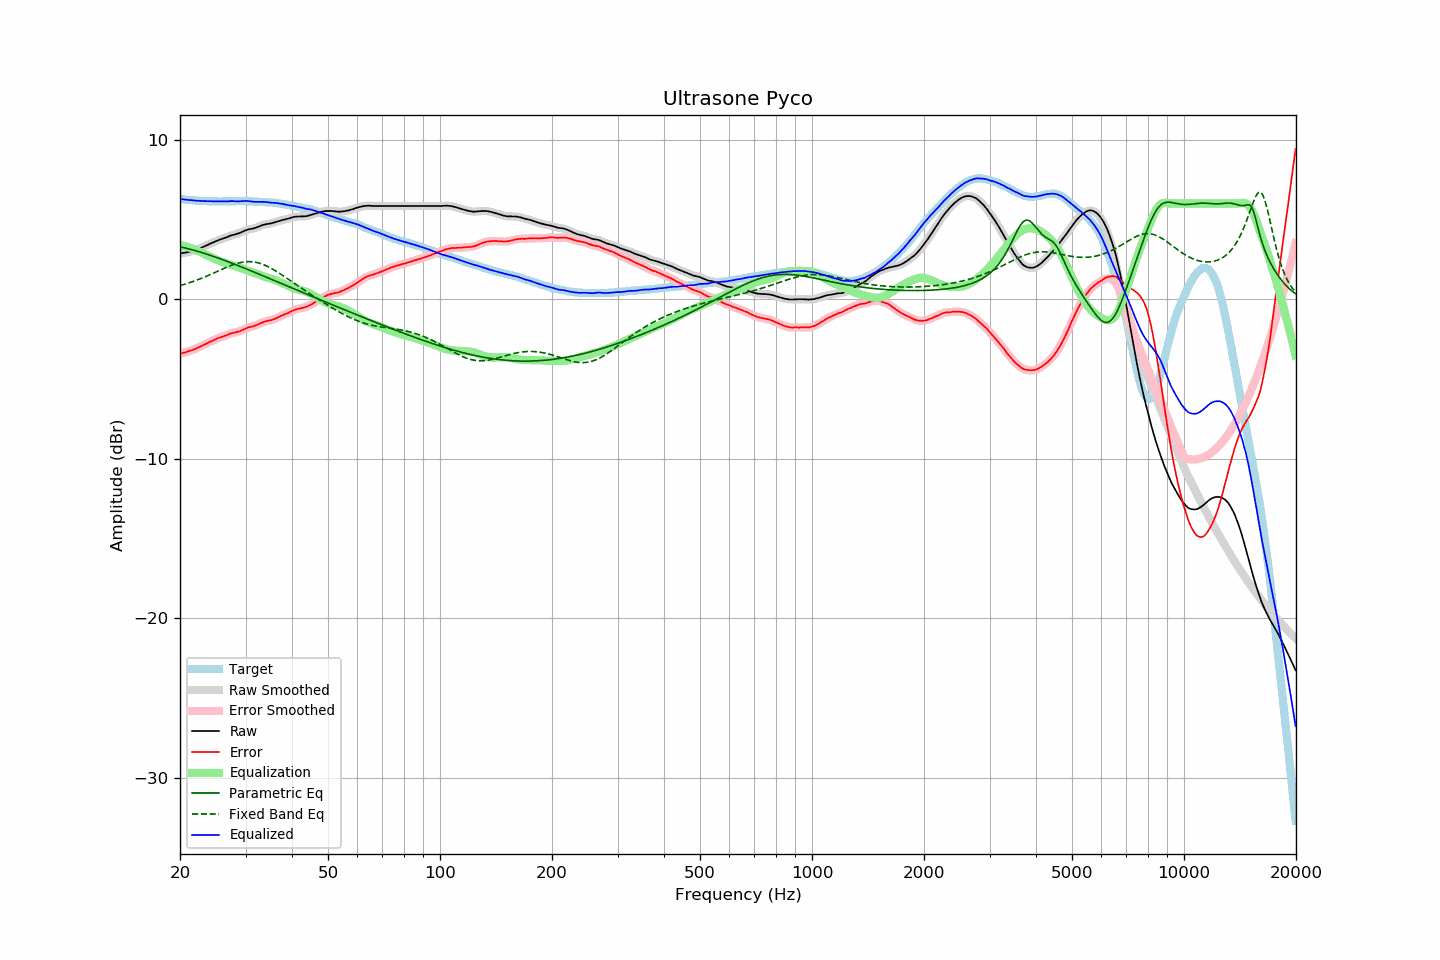 Ultrasone Pyco
10
0
−10
−20
−30
Amplitude (dBr)
Target
Raw Smoothed
Error Smoothed
Raw
Error
Equalization
Parametric Eq
Fixed Band Eq
Equalized
20 50 100 200 500 1000 2000 5000 10000 20000
Frequency (Hz)